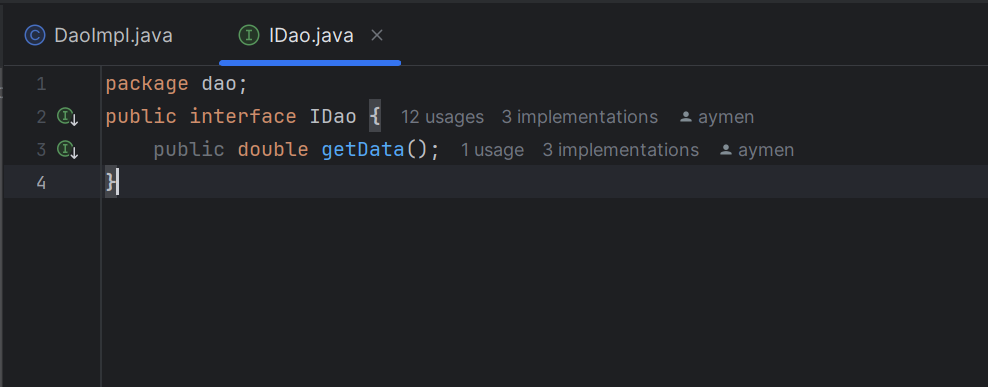 DaoImpl.java IDao.java
1 package dao;
2 public interface IDao { 12 usages 3 implementations aymen
3 public double getData(); 1 usage 3 implementations aymen
4 }